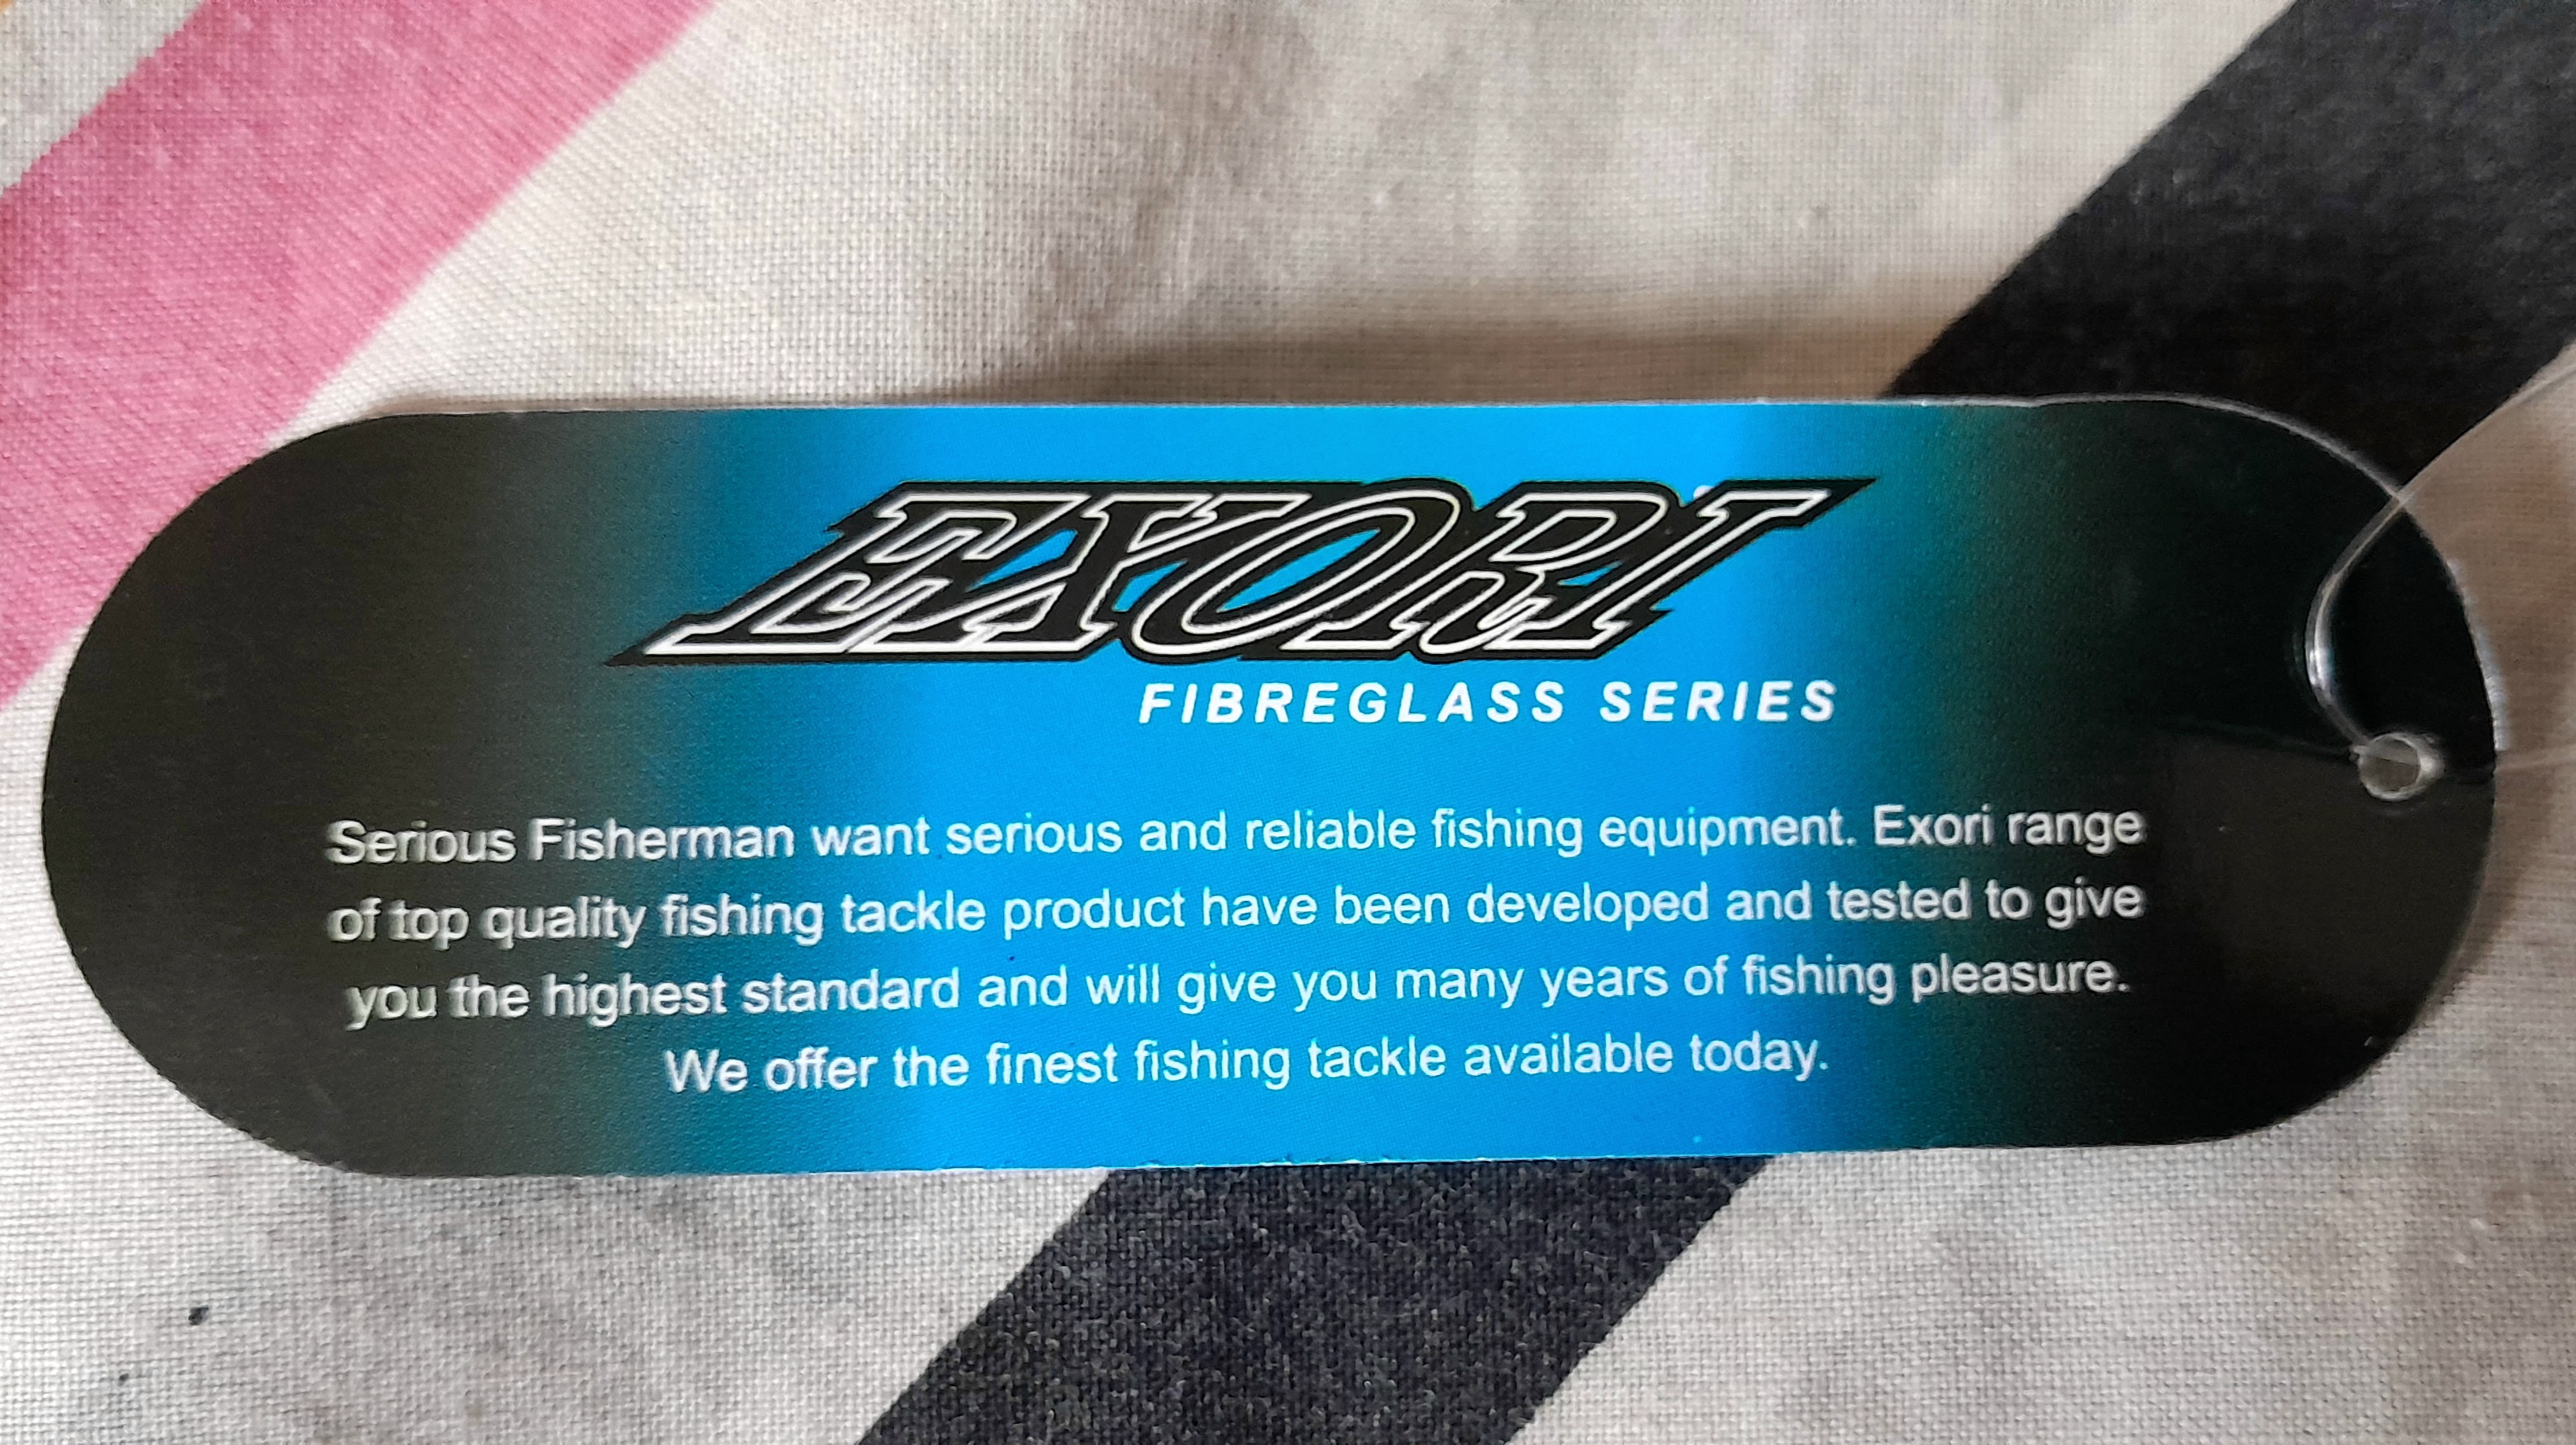 EXORI
FIBREGLASS SERIES
Serious Fisherman want serious and reliable fishing equipment. Exori range
of top quality fishing tackle product have been developed and tested to give
you the highest standard and will give you many years of fishing pleasure.
We offer the finest fishing tackle available today.